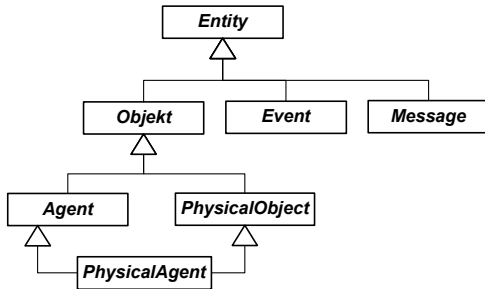 Entity
Objekt
Event
Message
Agent
PhysicalObject
PhysicalAgent